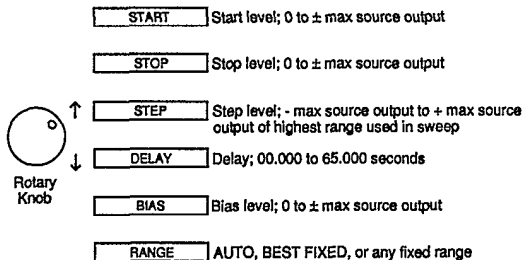 START Start level; 0 to ± max source output
STOP Stop level; 0 to ± max source output
STEP Step level; - max source output to + max source
output of highest range used in sweep
DELAY Delay; 00.000 to 65.000 seconds
Rotary
Knob
BIAS Bias level; 0 to ± max source output
RANGE AUTO, BEST FIXED, or any fixed range